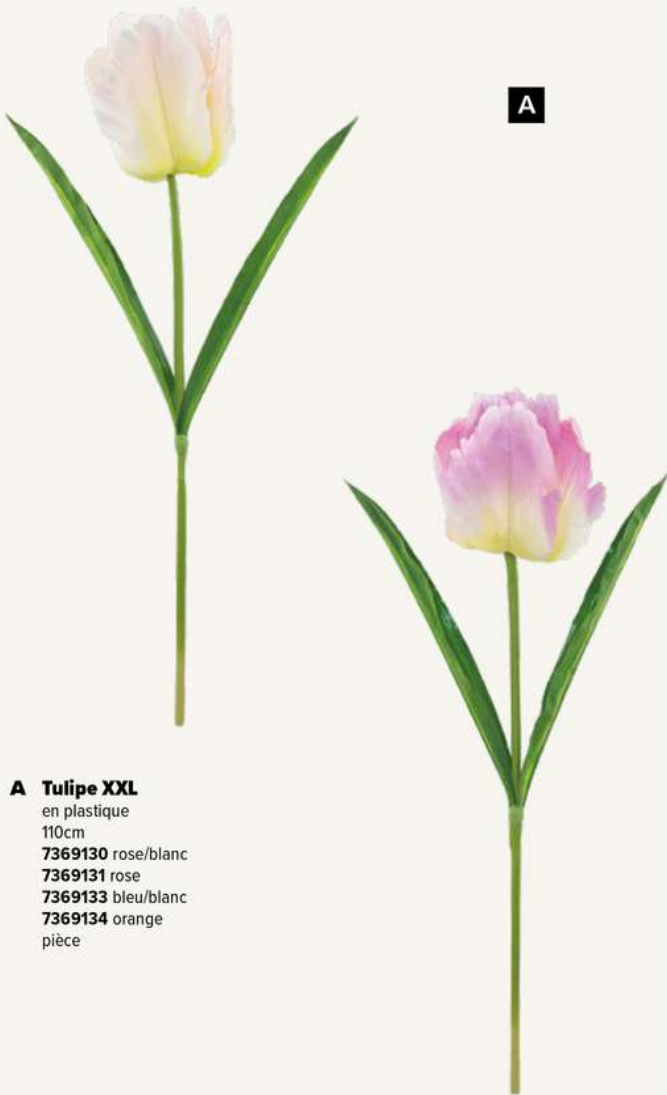 A
A Tulipe XXL
en plastique
110cm
7369130 rose/blanc
7369131 rose
7369133 bleu/blanc
7369134 orange
pièce